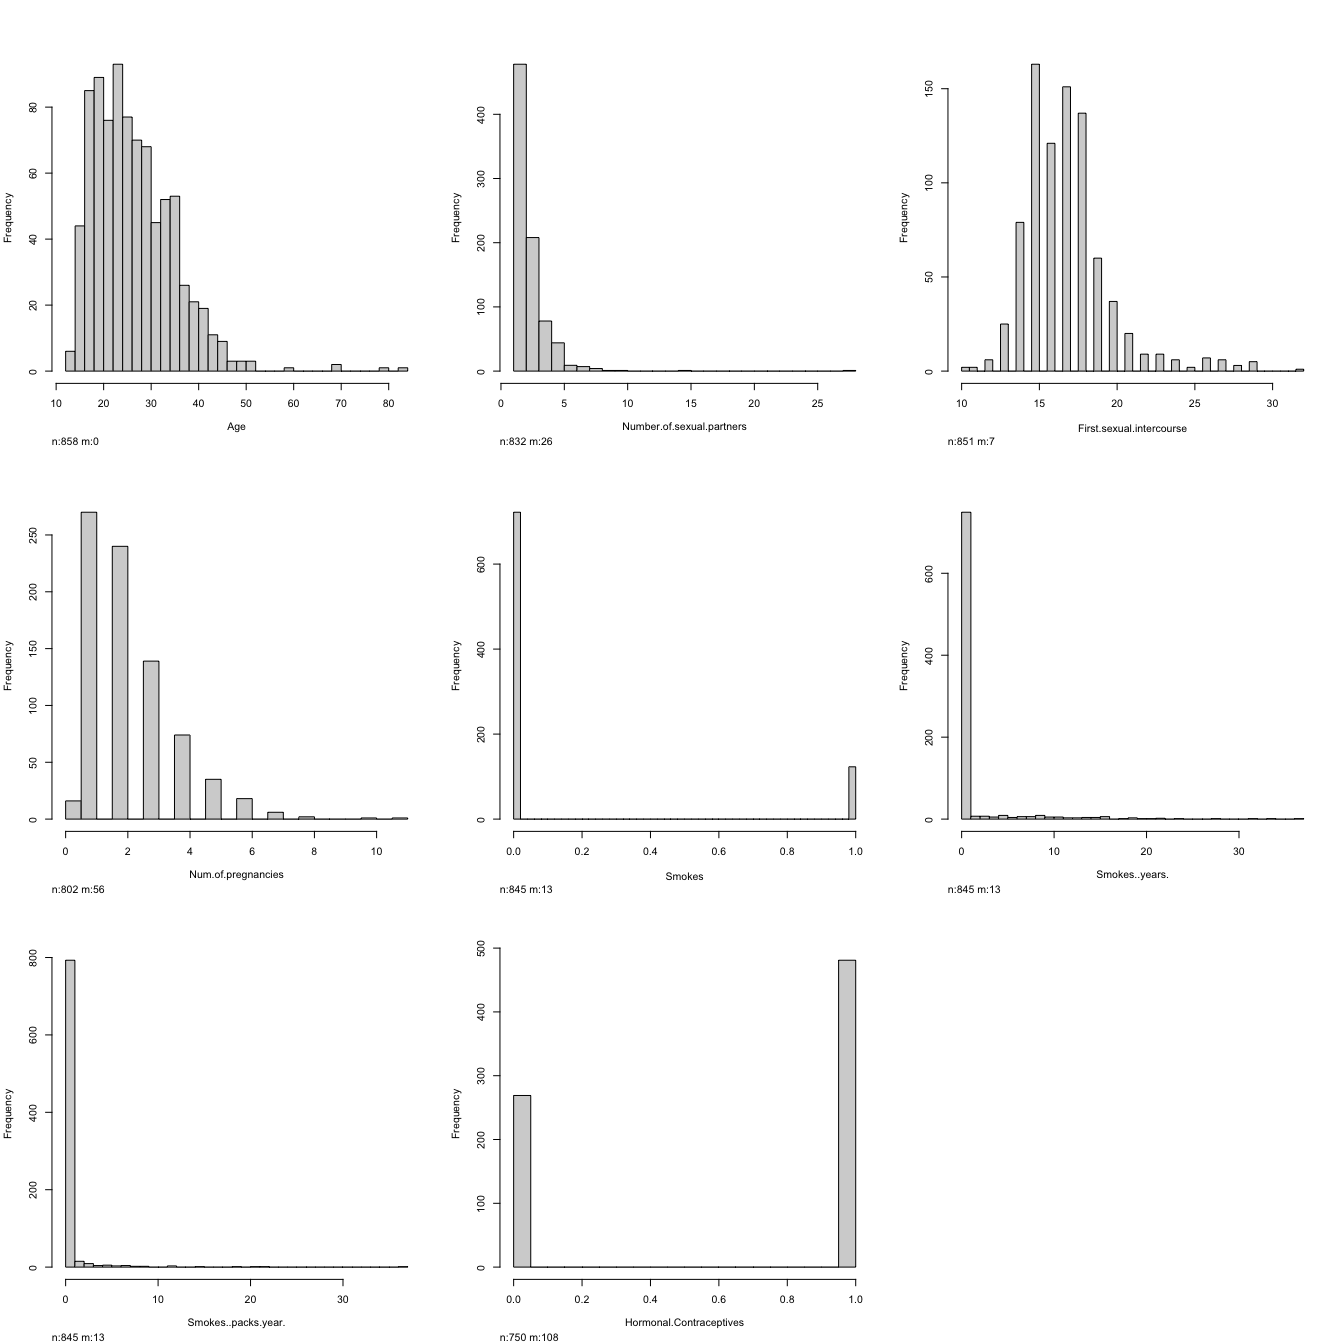 Frequency
0 20 40 60 80
10 20 30 40 50 60 70 80
Age
n:858 m:0
Frequency
0 100 200 300 400
0 5 10 15 20 25
Number.of.sexual.partners
n:832 m:26
Frequency
0 50 100 150
10 15 20 25 30
First.sexual.intercourse
n:851 m:7
Frequency
0 50 100 150 200 250
0 2 4 6 8 10
Num.of.pregnancies
n:802 m:56
Frequency
0 200 400 600
0.0 0.2 0.4 0.6 0.8 1.0
Smokes
n:845 m:13
Frequency
0 200 400 600
0 10 20 30
Smokes..years.
n:845 m:13
Frequency
0 200 400 600 800
0 10 20 30
Smokes..packs.year.
n:845 m:13
Frequency
0 100 200 300 400 500
0.0 0.2 0.4 0.6 0.8 1.0
Hormonal.Contraceptives
n:750 m:108